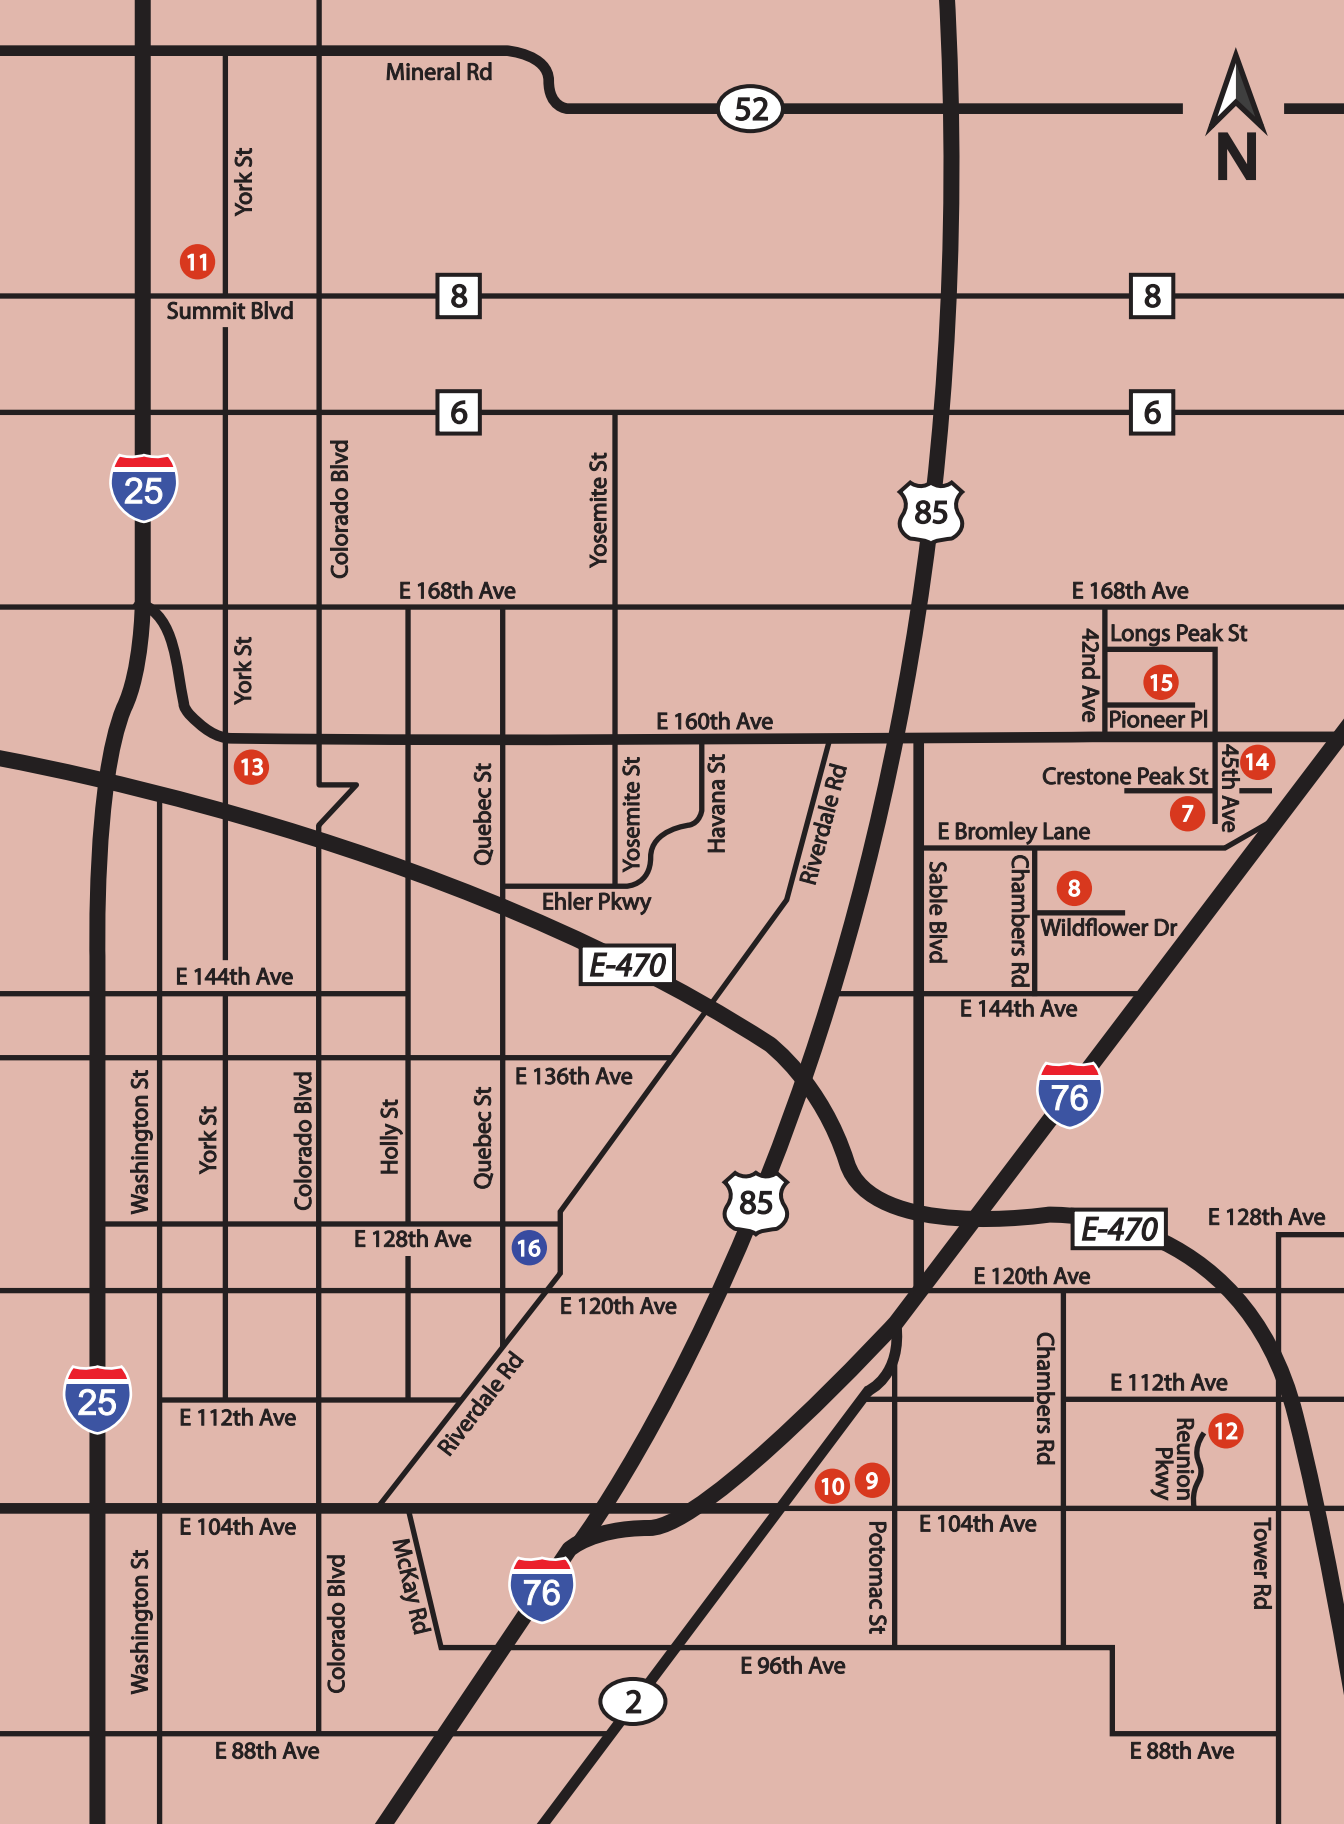 Mineral Rd
52
N
York St
11
Summit Blvd
8
8
6
6
25
Colorado Blvd
Yosemite St
85
E 168th Ave
E 168th Ave
Longs Peak St
42nd Ave
15
Pioneer Pl
York St
E 160th Ave
13
Quebec St
Yosemite St
Havana St
Riverdale Rd
45th Ave
14
Crestone Peak St
7
E Bromley Lane
Sable Blvd
Chambers Rd
8
Wildflower Dr
Ehler Pkwy
E-470
E 144th Ave
E 144th Ave
E 136th Ave
76
Washington St
York St
Colorado Blvd
Holly St
Quebec St
85
E-470
E 128th Ave
E 128th Ave
16
E 120th Ave
E 120th Ave
25
Riverdale Rd
Chambers Rd
E 112th Ave
E 112th Ave
Reunion
Pkwy
12
10
9
E 104th Ave
E 104th Ave
Washington St
Colorado Blvd
McKay Rd
76
Potomac St
Tower Rd
E 96th Ave
2
E 88th Ave
E 88th Ave